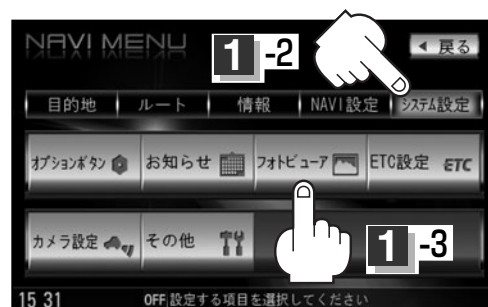 NAVI MENU
1 -2
◀ 戻る
目的地 ルート 情報 NAVI設定 システム設定
オプションボタン お知らせ フォトビューア ETC設定 ETC
カメラ設定 その他
1 -3
15 31 OFF 設定する項目を選択してください